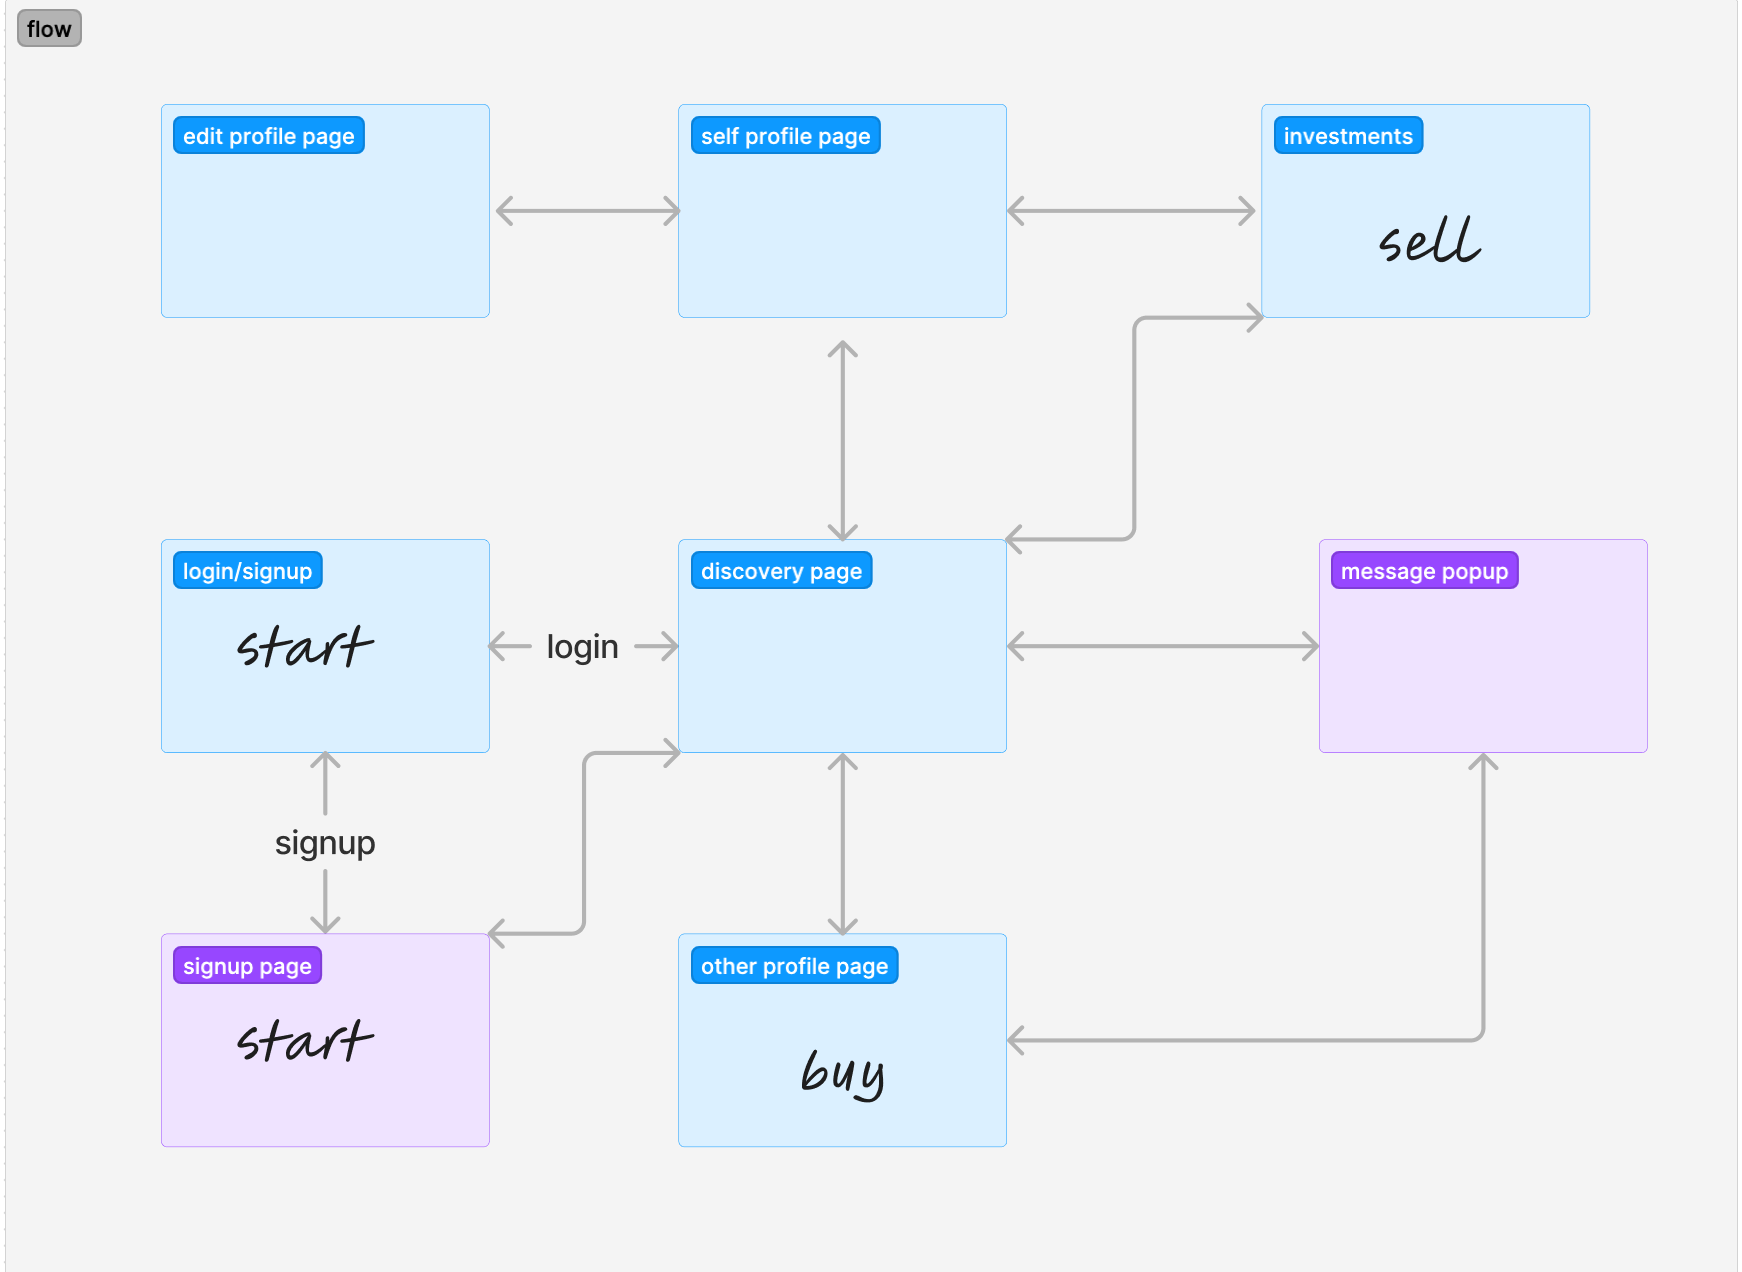 flow
edit profile page
self profile page
investments
sell
login/signup
start
login
discovery page
message popup
signup
signup page
start
other profile page
buy